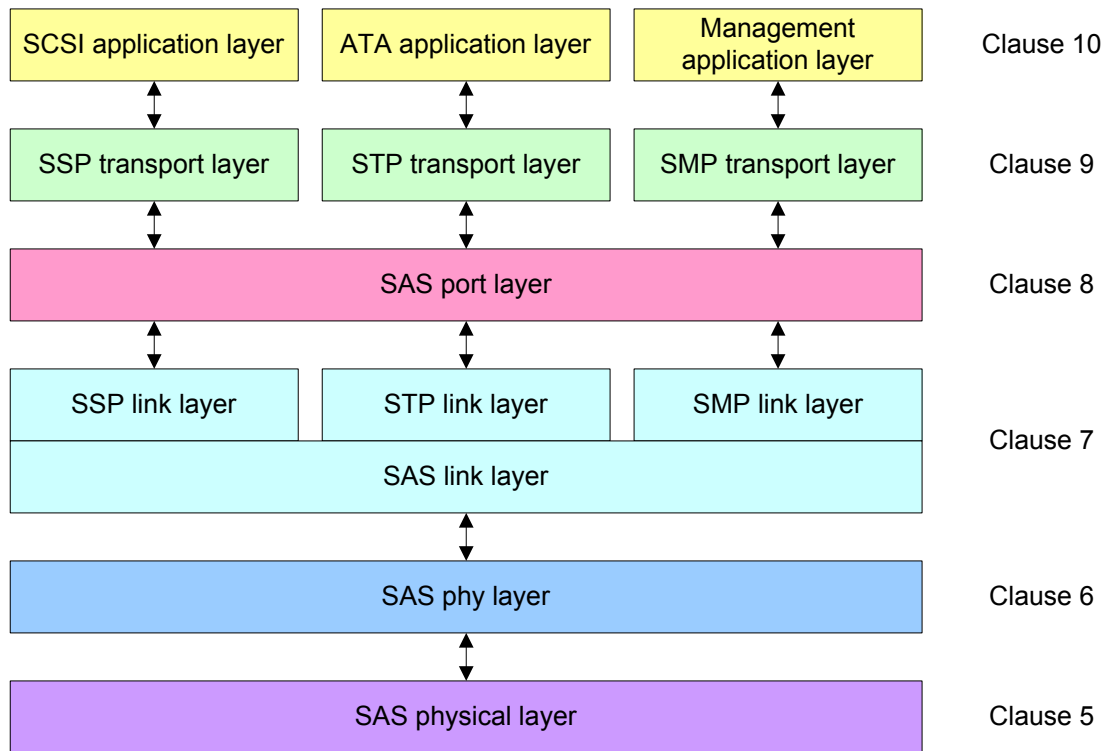 SCSI application layer
ATA application layer
Management
application layer
Clause 10
SSP transport layer
STP transport layer
SMP transport layer
Clause 9
SAS port layer
Clause 8
SSP link layer
STP link layer
SMP link layer
Clause 7
SAS link layer
SAS phy layer
Clause 6
SAS physical layer
Clause 5